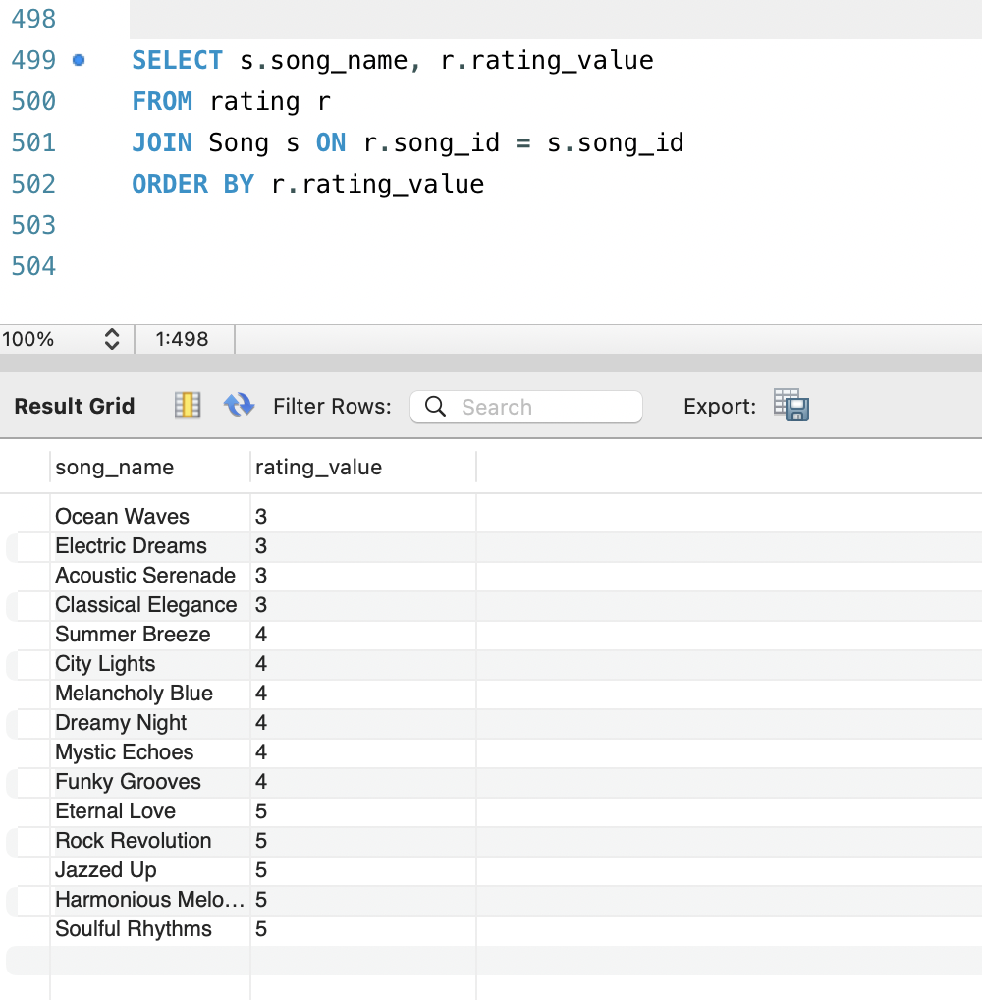 498
499 SELECT s.song_name, r.rating_value
500 FROM rating r
501 JOIN Song s ON r.song_id = s.song_id
502 ORDER BY r.rating_value
503
504
100% 1:498
Result Grid Filter Rows: Search Export:
song_name rating_value
Ocean Waves 3
Electric Dreams 3
Acoustic Serenade 3
Classical Elegance 3
Summer Breeze 4
City Lights 4
Melancholy Blue 4
Dreamy Night 4
Mystic Echoes 4
Funky Grooves 4
Eternal Love 5
Rock Revolution 5
Jazzed Up 5
Harmonious Melo... 5
Soulful Rhythms 5